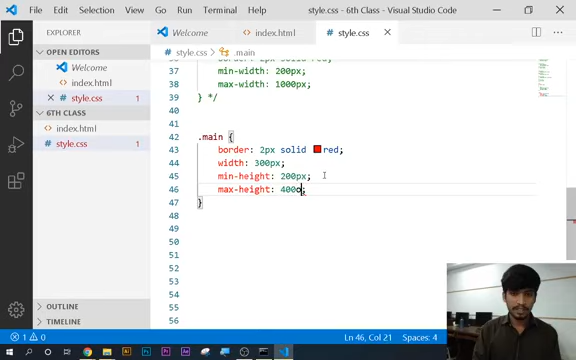 File Edit Selection View Go Run Terminal Help style.css - 6th Class - Visual Studio Code
EXPLORER
Welcome index.html style.css
style.css > .main
OPEN EDITORS
Welcome
index.html
style.css 1
6TH CLASS
index.html
style.css 1
OUTLINE
TIMELINE
37 min-width: 200px;
38 max-width: 1000px;
39 } */
40
41
42 .main {
43 border: 2px solid red;
44 width: 300px;
45 min-height: 200px;
46 max-height: 400o;
47 }
48
49
50
51
52
53
54
55
56
1 0 Ln 46, Col 21 Spaces: 4